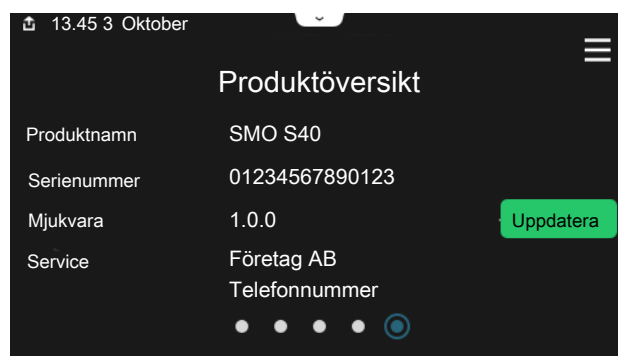 13.45 3 Oktober
Produktöversikt
Produktnamn SMO S40
Serienummer 01234567890123
Mjukvara 1.0.0 Uppdatera
Service Företag AB
Telefonnummer